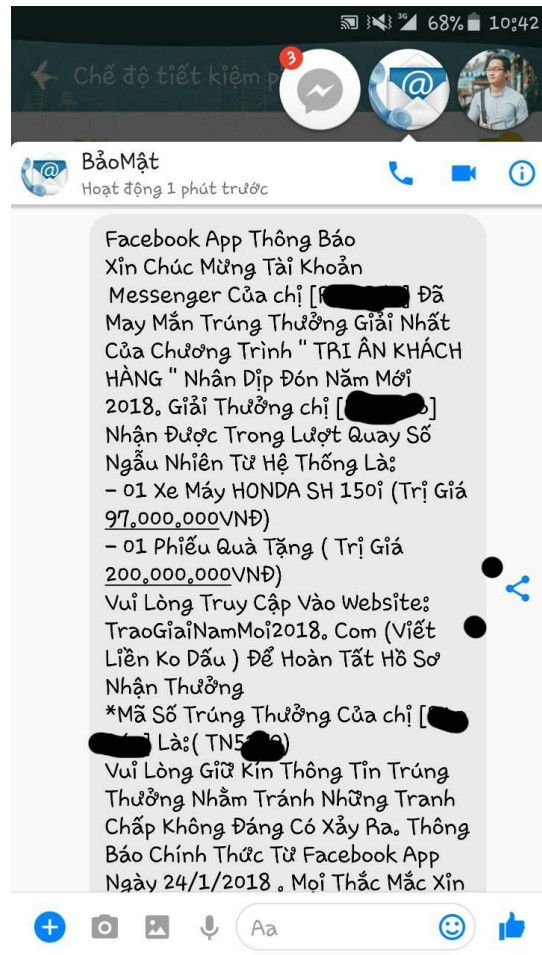 3G 68% 10:42
Chế độ tiết kiệm p
3
BảoMật
Hoạt động 1 phút trước
Facebook App Thông Báo
Xin Chúc Mừng Tài Khoản
Messenger Của chị [ ] Đã
May Mắn Trúng Thưởng Giải Nhất
Của Chương Trình " TRI ÂN KHÁCH
HÀNG " Nhân Dịp Đón Năm Mới
2018. Giải Thưởng chị [ ]
Nhận Được Trong Lượt Quay Số
Ngẫu Nhiên Từ Hệ Thống Là:
- 01 Xe Máy HONDA SH 150i (Trị Giá
97.000.000VNĐ)
- 01 Phiếu Quà Tặng ( Trị Giá
200.000.000VNĐ)
Vui Lòng Truy Cập Vào Website:
TraoGiaiNamMoi2018. Com (Viết
Liền Ko Dấu ) Để Hoàn Tất Hồ Sơ
Nhận Thưởng
*Mã Số Trúng Thưởng Của chị [
] Là:( )
Vui Lòng Giữ Kín Thông Tin Trúng
Thưởng Nhằm Tránh Những Tranh
Chấp Không Đáng Có Xảy Ra. Thông
Báo Chính Thức Từ Facebook App
Ngày 24/1/2018 . Mọi Thắc Mắc Xin
Aa